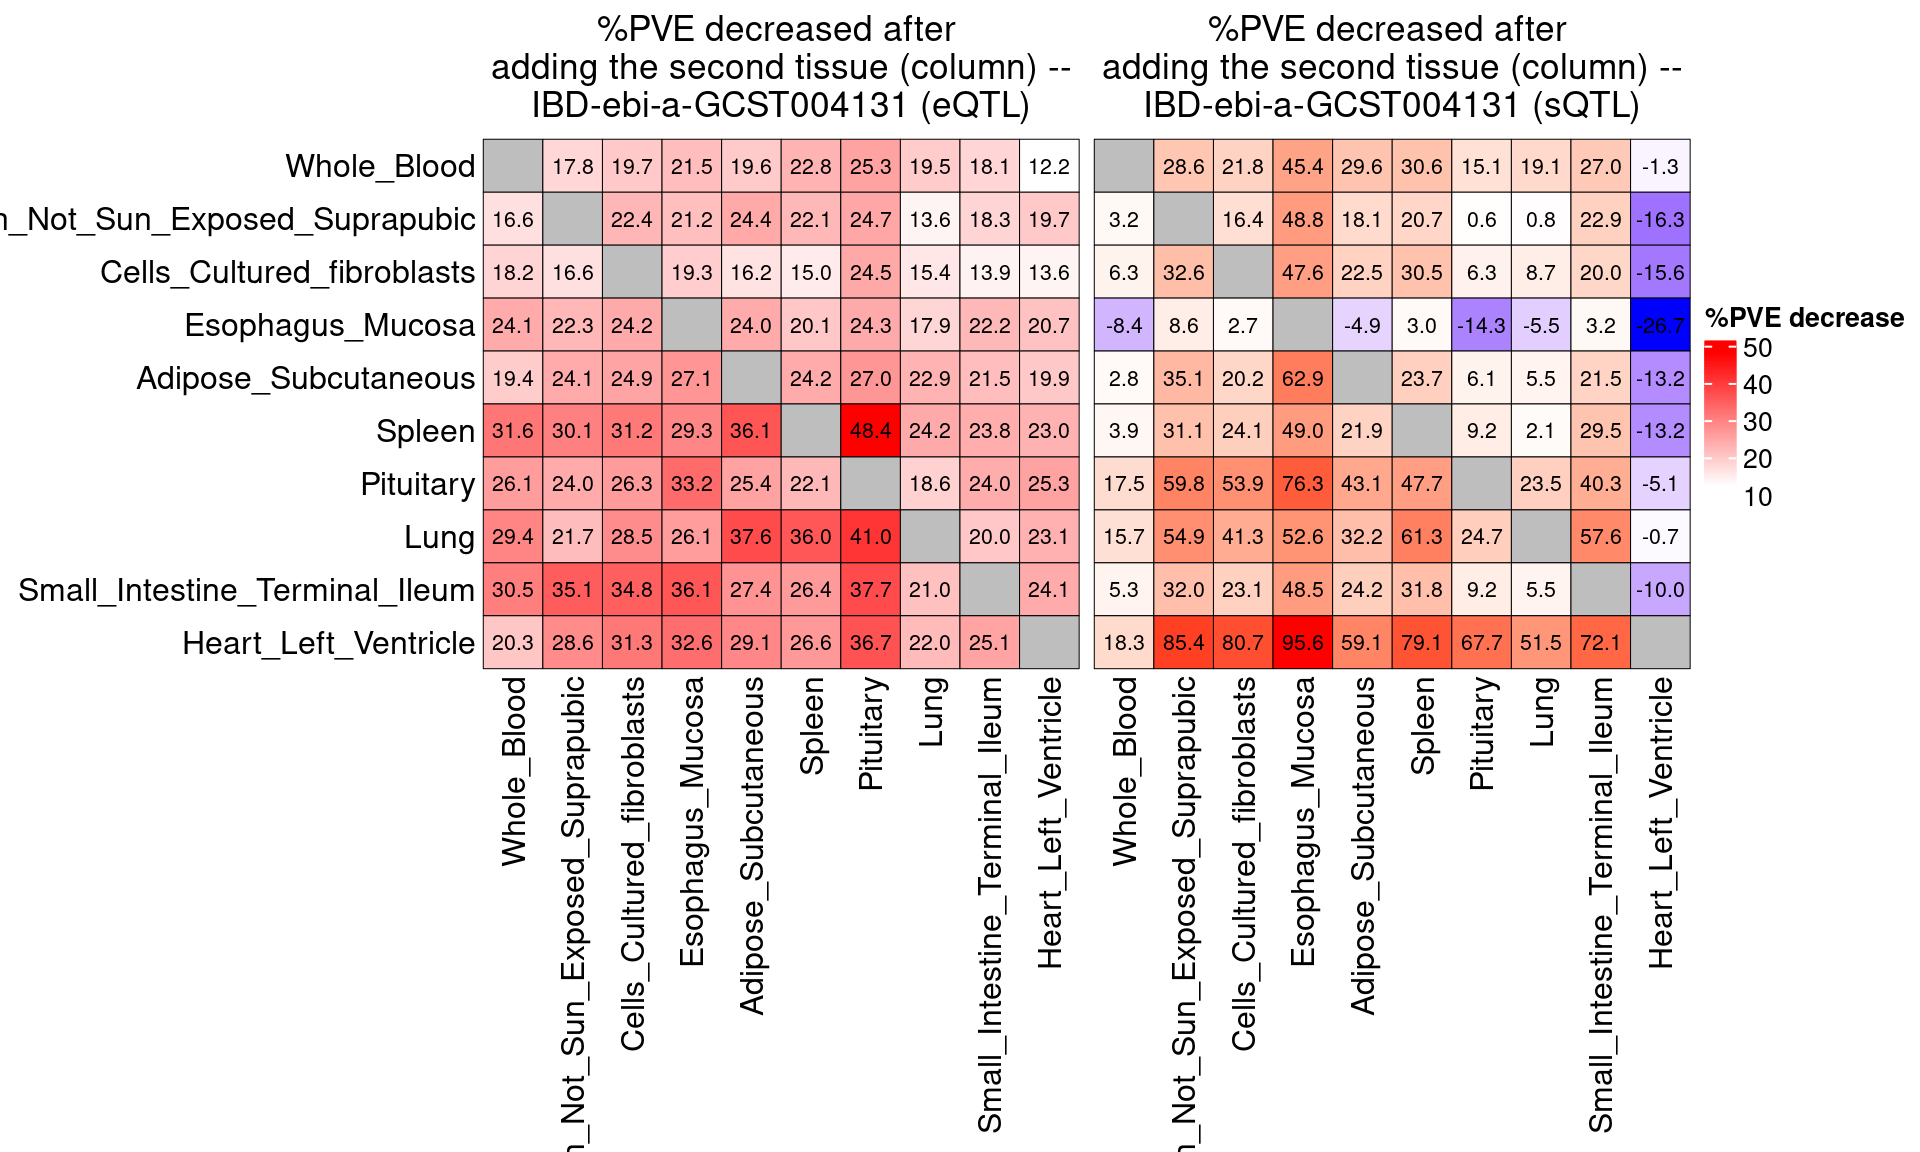 %PVE decreased after
adding the second tissue (column) --
IBD-ebi-a-GCST004131 (eQTL)
%PVE decreased after
adding the second tissue (column) --
IBD-ebi-a-GCST004131 (sQTL)
Whole_Blood 17.8 19.7 21.5 19.6 22.8 25.3 19.5 18.1 12.2 28.6 21.8 45.4 29.6 30.6 15.1 19.1 27.0 -1.3
n_Not_Sun_Exposed_Suprapubic 16.6 22.4 21.2 24.4 22.1 24.7 13.6 18.3 19.7 3.2 16.4 48.8 18.1 20.7 0.6 0.8 22.9 -16.3
Cells_Cultured_fibroblasts 18.2 16.6 19.3 16.2 15.0 24.5 15.4 13.9 13.6 6.3 32.6 47.6 22.5 30.5 6.3 8.7 20.0 -15.6
Esophagus_Mucosa 24.1 22.3 24.2 24.0 20.1 24.3 17.9 22.2 20.7 -8.4 8.6 2.7 -4.9 3.0 -14.3 -5.5 3.2 -26.7
Adipose_Subcutaneous 19.4 24.1 24.9 27.1 24.2 27.0 22.9 21.5 19.9 2.8 35.1 20.2 62.9 23.7 6.1 5.5 21.5 -13.2
Spleen 31.6 30.1 31.2 29.3 36.1 48.4 24.2 23.8 23.0 3.9 31.1 24.1 49.0 21.9 9.2 2.1 29.5 -13.2
Pituitary 26.1 24.0 26.3 33.2 25.4 22.1 18.6 24.0 25.3 17.5 59.8 53.9 76.3 43.1 47.7 23.5 40.3 -5.1
Lung 29.4 21.7 28.5 26.1 37.6 36.0 41.0 20.0 23.1 15.7 54.9 41.3 52.6 32.2 61.3 24.7 57.6 -0.7
Small_Intestine_Terminal_Ileum 30.5 35.1 34.8 36.1 27.4 26.4 37.7 21.0 24.1 5.3 32.0 23.1 48.5 24.2 31.8 9.2 5.5 -10.0
Heart_Left_Ventricle 20.3 28.6 31.3 32.6 29.1 26.6 36.7 22.0 25.1 18.3 85.4 80.7 95.6 59.1 79.1 67.7 51.5 72.1
Whole_Blood
n_Not_Sun_Exposed_Suprapubic
Cells_Cultured_fibroblasts
Esophagus_Mucosa
Adipose_Subcutaneous
Spleen
Pituitary
Lung
Small_Intestine_Terminal_Ileum
Heart_Left_Ventricle
Whole_Blood
n_Not_Sun_Exposed_Suprapubic
Cells_Cultured_fibroblasts
Esophagus_Mucosa
Adipose_Subcutaneous
Spleen
Pituitary
Lung
Small_Intestine_Terminal_Ileum
Heart_Left_Ventricle
%PVE decrease
50
40
30
20
10